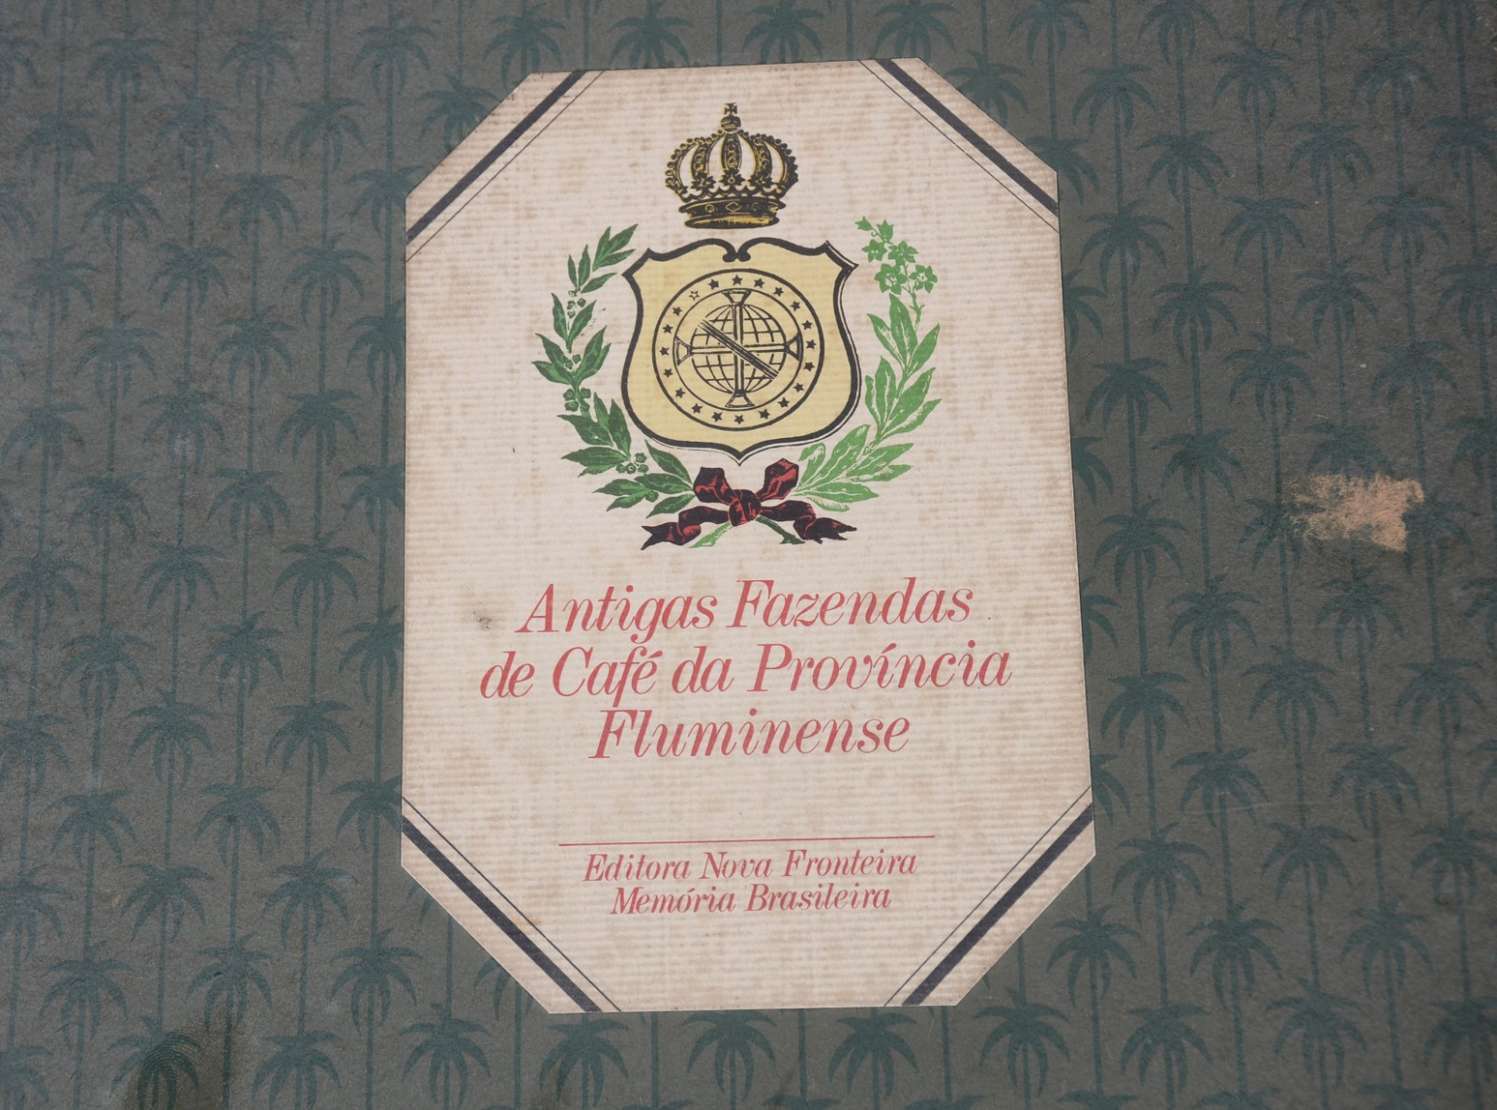 Antigas Fazendas
de Café da Província
Fluminense
Editora Nova Fronteira
Memória Brasileira